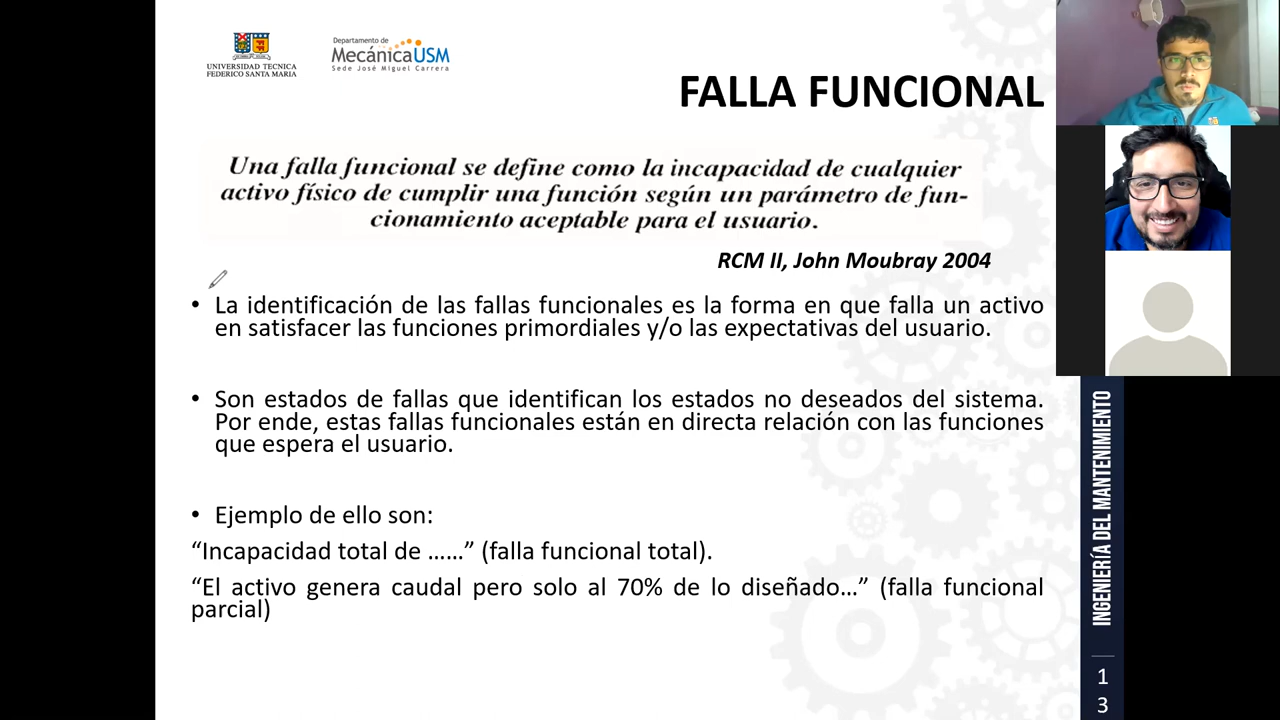 UNIVERSIDAD TECNICA
FEDERICO SANTA MARIA
Departamento de
MecánicaUSM
Sede José Miguel Carrera
FALLA FUNCIONAL
Una falla funcional se define como la incapacidad de cualquier
activo físico de cumplir una función según un parámetro de fun-
cionamiento aceptable para el usuario.
RCM II, John Moubray 2004
• La identificación de las fallas funcionales es la forma en que falla un activo
en satisfacer las funciones primordiales y/o las expectativas del usuario.
• Son estados de fallas que identifican los estados no deseados del sistema.
Por ende, estas fallas funcionales están en directa relación con las funciones
que espera el usuario.
• Ejemplo de ello son:
“Incapacidad total de ……” (falla funcional total).
“El activo genera caudal pero solo al 70% de lo diseñado…” (falla funcional
parcial)
INGENIERÍA DEL MANTENIMIENTO
1
3